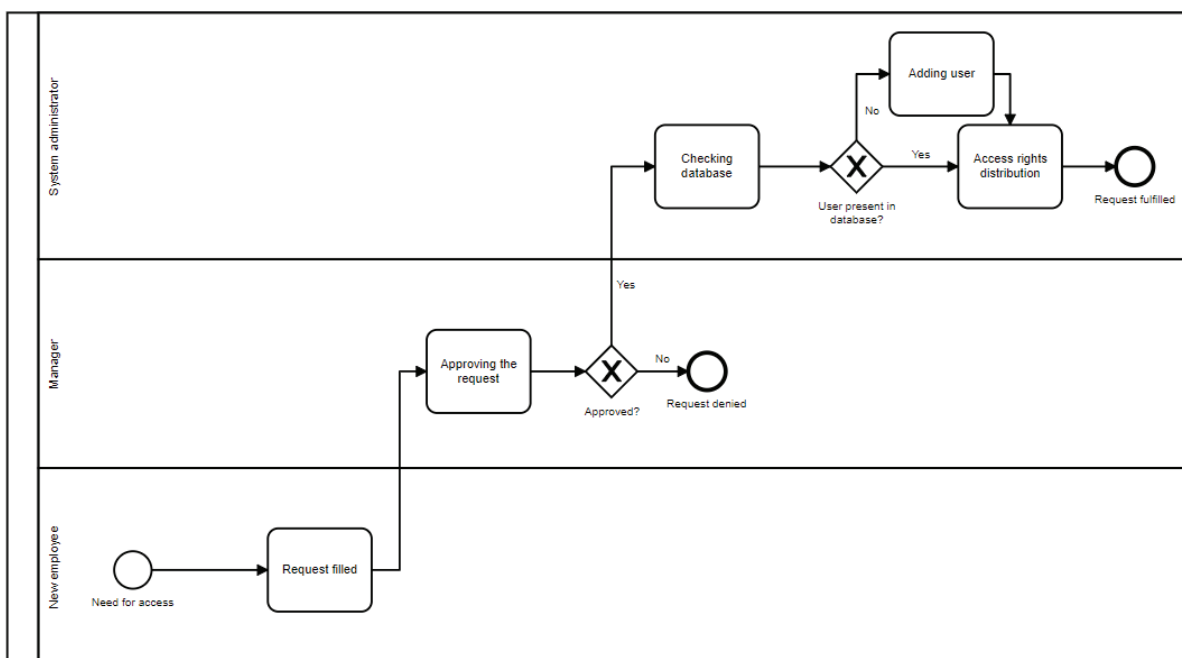 System administrator
Adding user
No
Checking
database
Yes
Access rights
distribution
User present in
database?
Request fulfilled
Manager
Yes
Approving the
request
No
Approved?
Request denied
New employee
Request filled
Need for access